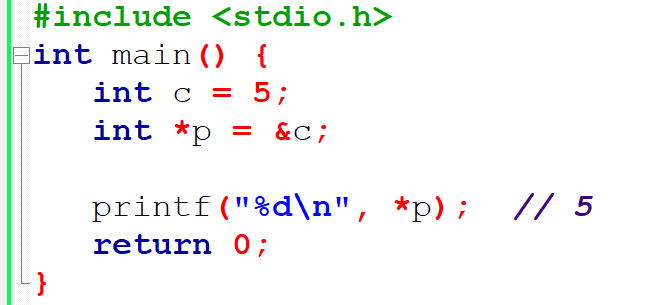 #include <stdio.h>
int main() {
int c = 5;
int *p = &c;
printf("%d\n", *p);  // 5
return 0;
}